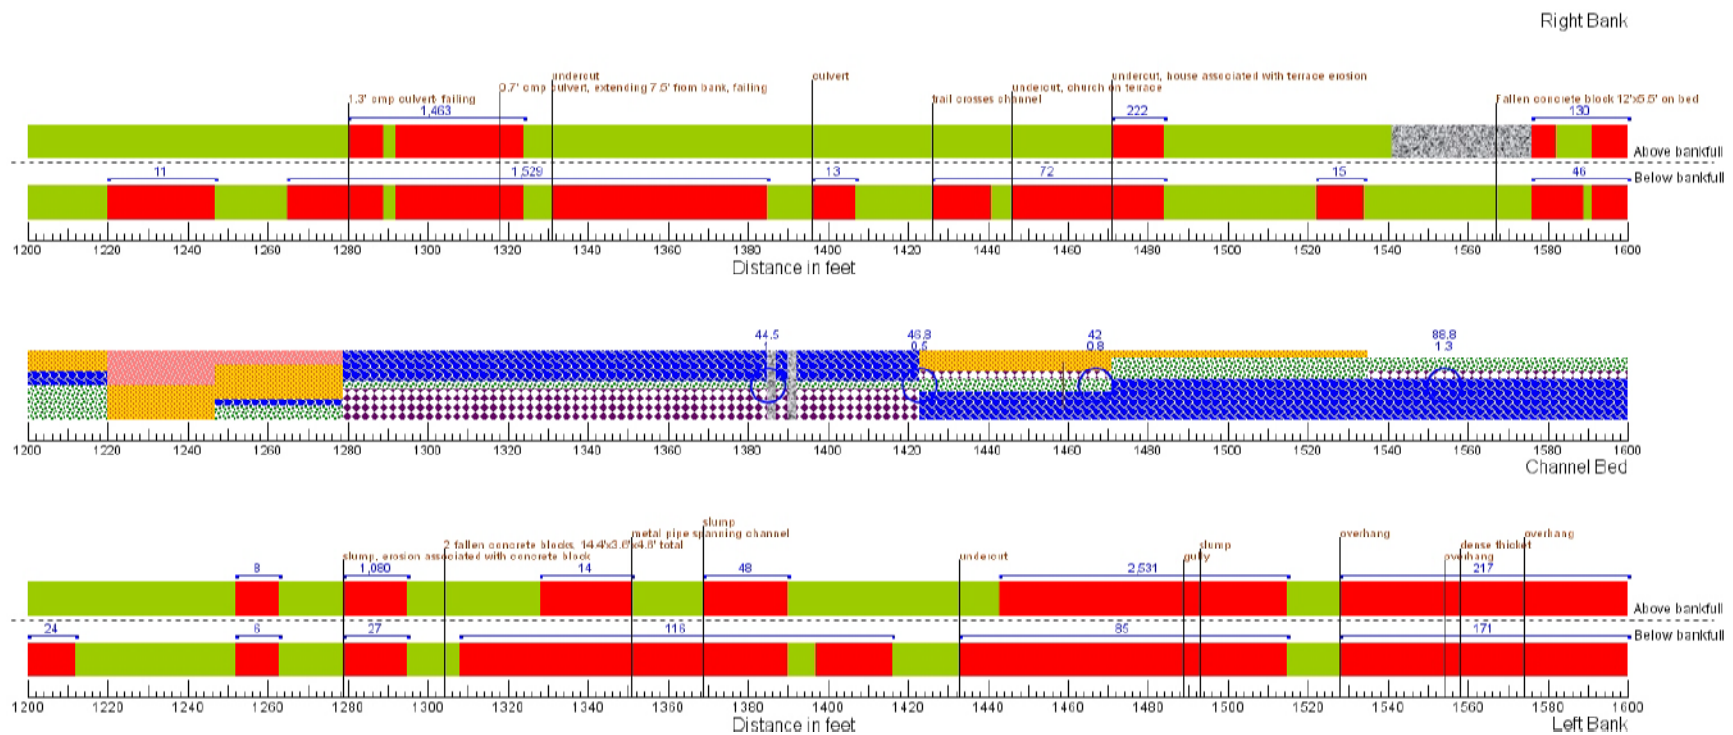 Right Bank
undercut
culvert
undercut, house associated with terrace erosion
0.7' cmp culvert, extending 7.5' from bank, failing
undercut, church on terrace
1.3' cmp culvert failing
trail crosses channel
Fallen concrete block 12'x5.5' on bed
1,463
222
130
Above bankfull
11
1,529
13
72
15
46
Below bankfull
1200 1220 1240 1260 1280 1300 1320 1340 1360 1380 1400 1420 1440 1460 1480 1500 1520 1540 1560 1580 1600
Distance in feet
44.5 46.8 42 88.8
1 0.5 0.8 1.3
1200 1220 1240 1260 1280 1300 1320 1340 1360 1380 1400 1420 1440 1460 1480 1500 1520 1540 1560 1580 1600
Channel Bed
slump
metal pipe spanning channel
overhang
overhang
2 fallen concrete blocks, 14.4'x3.6'x4.6' total
slump
dense thicket
slump, erosion associated with concrete block
undercut
gully
overhang
8
1,080
14
48
2,531
217
Above bankfull
24
6
27
116
85
171
Below bankfull
1200 1220 1240 1260 1280 1300 1320 1340 1360 1380 1400 1420 1440 1460 1480 1500 1520 1540 1560 1580 1600
Distance in feet
Left Bank